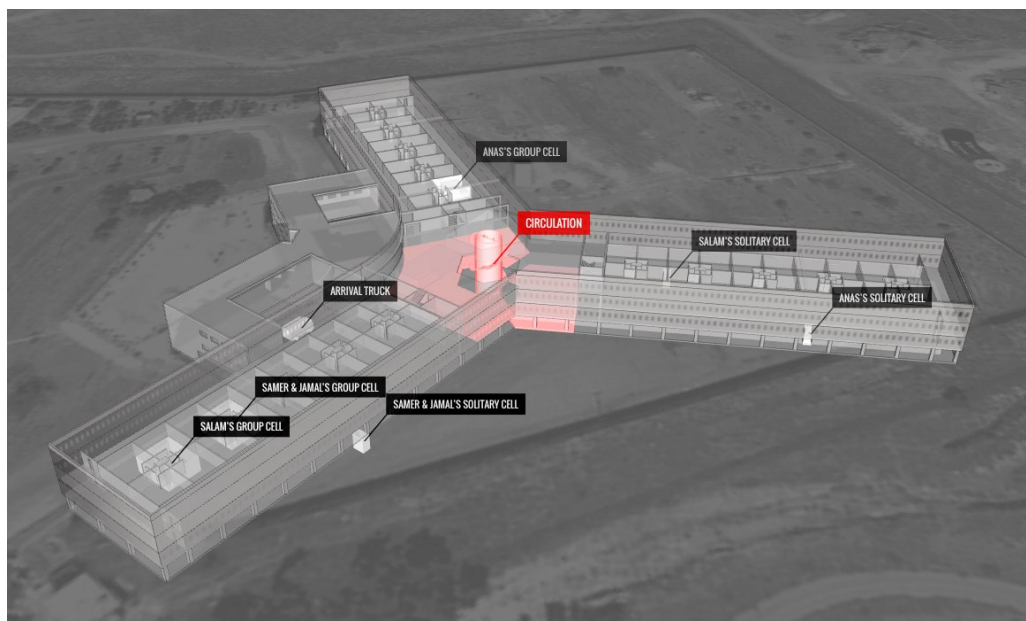 ANAS'S GROUP CELL
CIRCULATION
SALAM'S SOLITARY CELL
ARRIVAL TRUCK
ANAS'S SOLITARY CELL
SAMER & JAMAL'S GROUP CELL
SAMER & JAMAL'S SOLITARY CELL
SALAM'S GROUP CELL